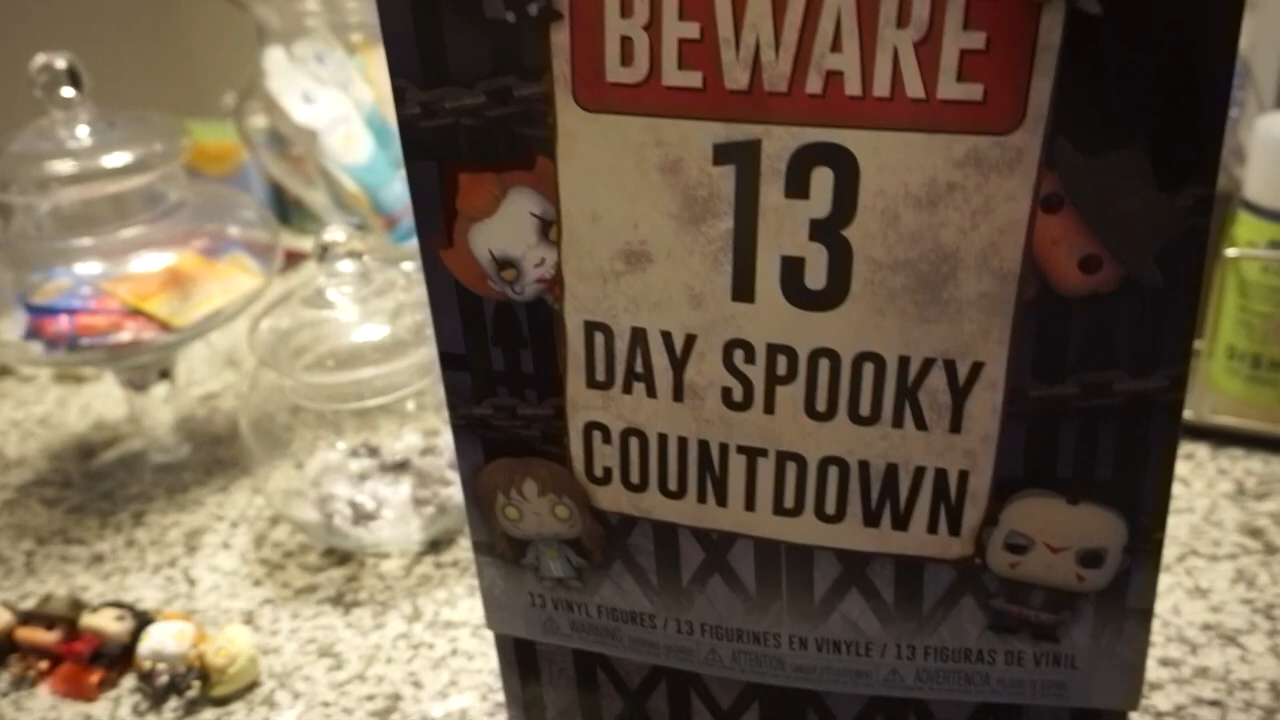 BEWARE
13
DAY SPOOKY
COUNTDOWN
13 VINYL FIGURES / 13 FIGURINES EN VINYLE / 13 FIGURAS DE VINIL
WARNING ATTENTION ADVERTENCIA